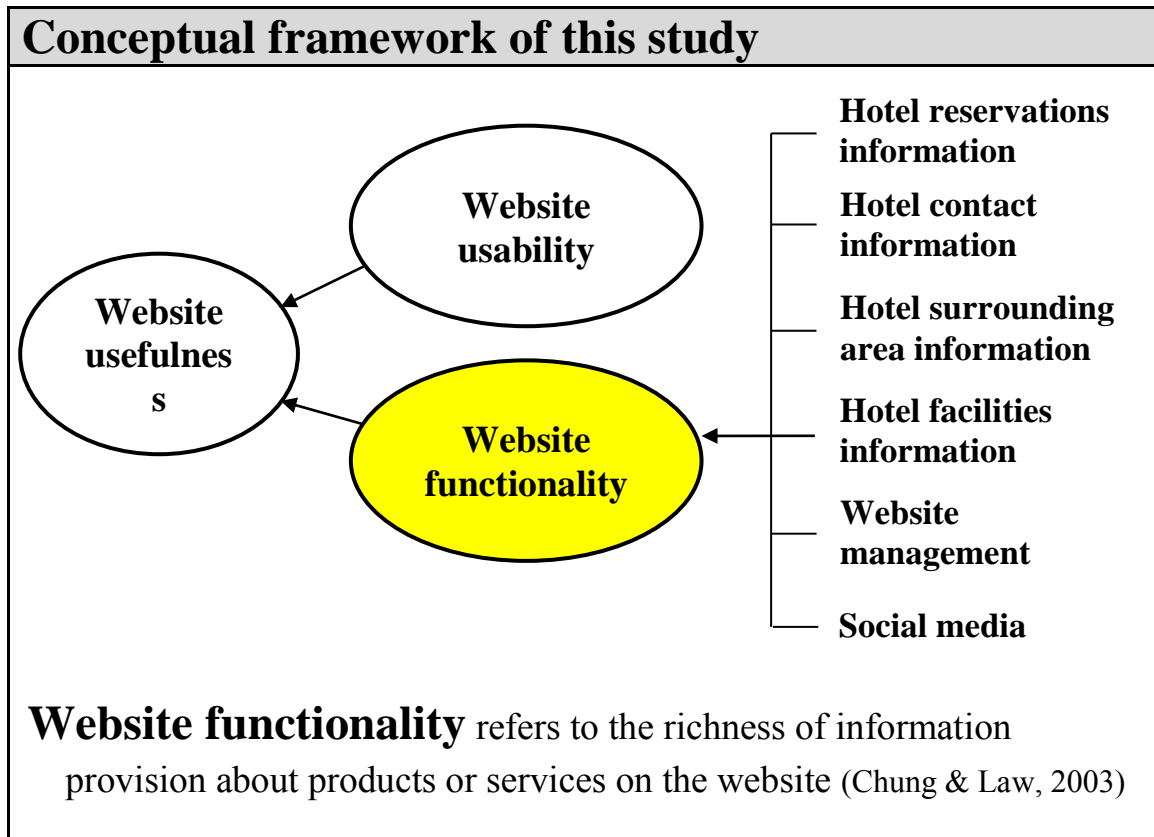 Conceptual framework of this study
Website
usability
Website
usefulnes
s
Website
functionality
Hotel reservations
information
Hotel contact
information
Hotel surrounding
area information
Hotel facilities
information
Website
management
Social media
Website functionality refers to the richness of information
provision about products or services on the website (Chung & Law, 2003)